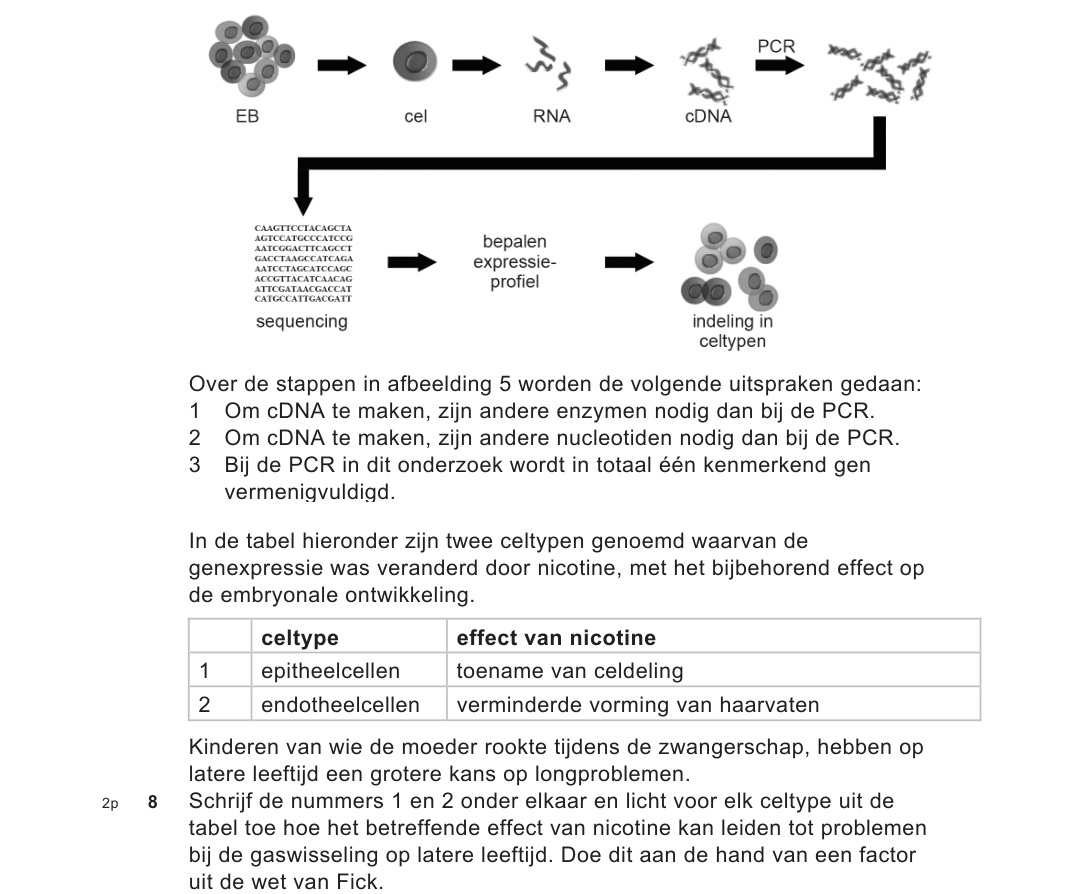 PCR
EB
cel
RNA
cDNA
CAAGTTCCTACAGCTA
AGTCCATGCCCATCCG
AATCGGACTTCAGCCT
GACCTAAGCCATCAGA
AATCCTAGCATCCAGC
ACCGTTACATCAACAG
ATTCGATAACGACCAT
CATGCCATTGACGATT
sequencing
bepalen
expressie-
profiel
indeling in
celtypen
Over de stappen in afbeelding 5 worden de volgende uitspraken gedaan:
1 Om cDNA te maken, zijn andere enzymen nodig dan bij de PCR.
2 Om cDNA te maken, zijn andere nucleotiden nodig dan bij de PCR.
3 Bij de PCR in dit onderzoek wordt in totaal één kenmerkend gen
vermenigvuldigd.
In de tabel hieronder zijn twee celtypen genoemd waarvan de
genexpressie was veranderd door nicotine, met het bijbehorend effect op
de embryonale ontwikkeling.
celtype effect van nicotine
1 epitheelcellen toename van celdeling
2 endotheelcellen verminderde vorming van haarvaten
Kinderen van wie de moeder rookte tijdens de zwangerschap, hebben op
latere leeftijd een grotere kans op longproblemen.
2p 8 Schrijf de nummers 1 en 2 onder elkaar en licht voor elk celtype uit de
tabel toe hoe het betreffende effect van nicotine kan leiden tot problemen
bij de gaswisseling op latere leeftijd. Doe dit aan de hand van een factor
uit de wet van Fick.